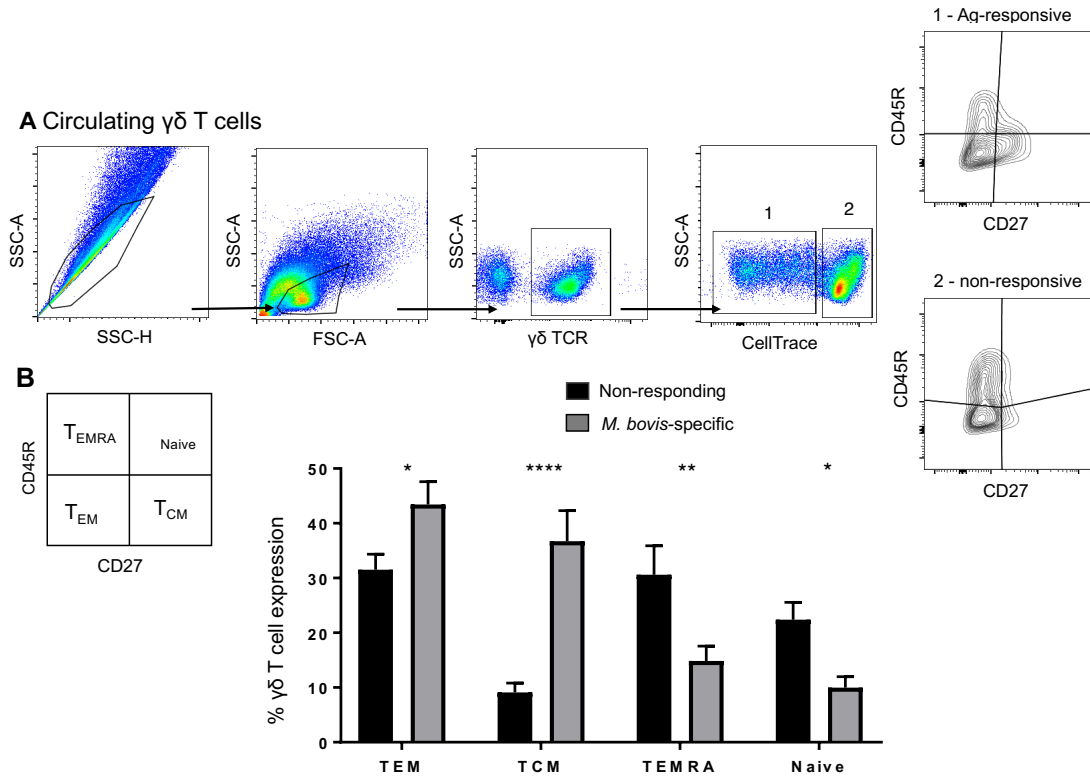 1 - Ag-responsive
CD45R
CD27
A Circulating γδ T cells
SSC-A
SSC-H
SSC-A
FSC-A
SSC-A
γδ TCR
SSC-A
1
2
CellTrace
2 - non-responsive
CD45R
CD27
B
CD45R
TEMRA
Naive
TEM
TCM
CD27
Non-responding
M. bovis-specific
% γδ T cell expression
50
40
30
20
10
0
*
****
**
*
TEM
TCM
TEMRA
Naive